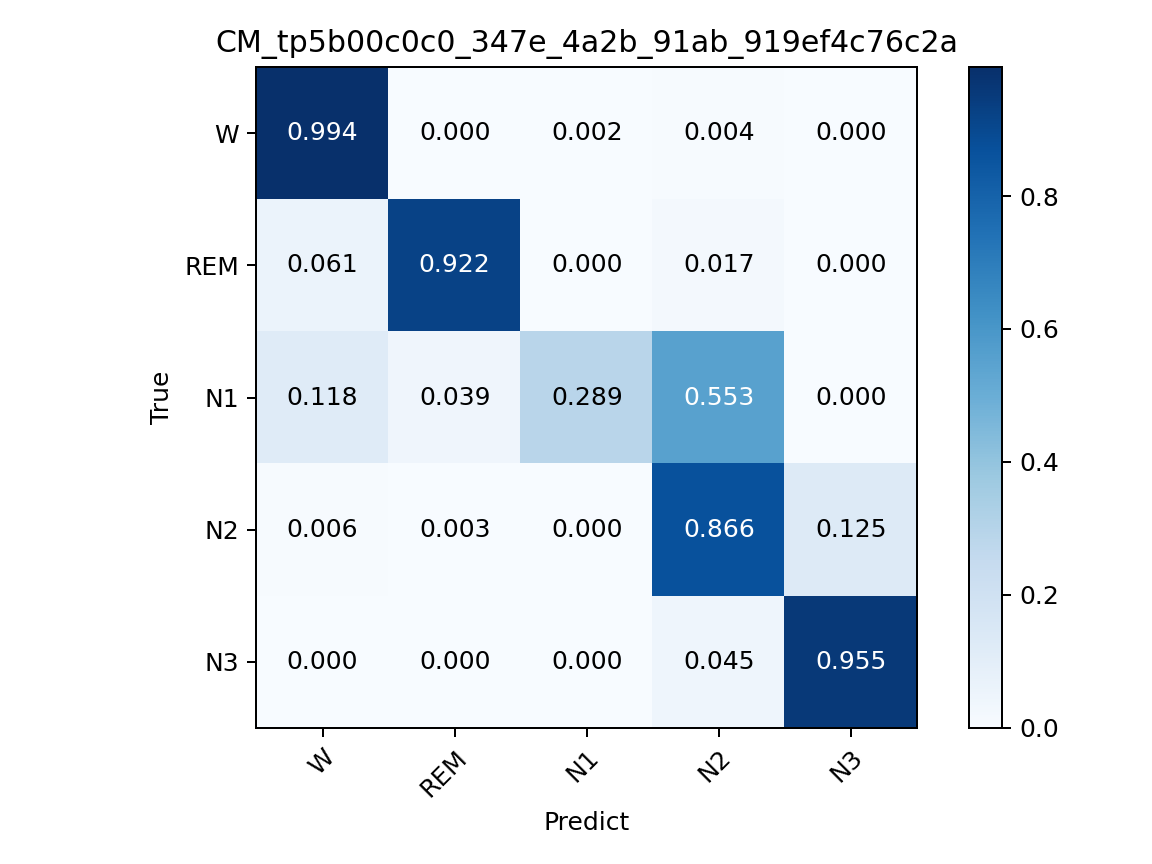 CM_tp5b00c0c0_347e_4a2b_91ab_919ef4c76c2a
W 0.994 0.000 0.002 0.004 0.000
0.8
REM 0.061 0.922 0.000 0.017 0.000
0.6
True
N1 0.118 0.039 0.289 0.553 0.000
0.4
N2 0.006 0.003 0.000 0.866 0.125
0.2
N3 0.000 0.000 0.000 0.045 0.955
0.0
W REM N1 N2 N3
Predict